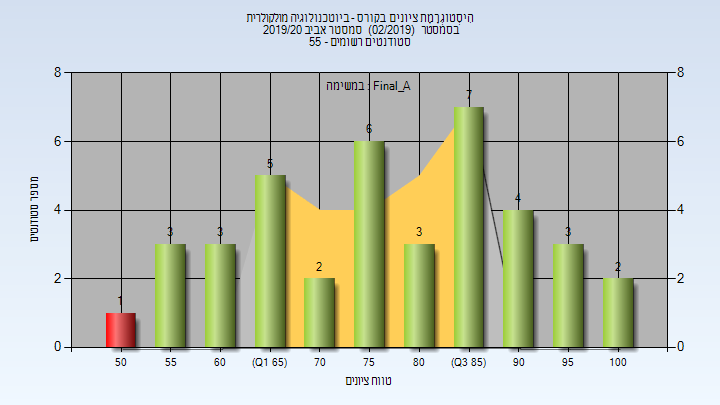 היסטוגרמת ציונים בקורס - ביוטכנולוגיה מולקולרית
בסמסטר (02/2019) סמסטר אביב 2019/20
סטודנטים רשומים - 55
במשימה : Final_A
מספר סטודנטים
8 8
6 6
4 4
2 2
0 0
1 3 3 5 2 6 3 7 4 3 2
50 55 60 (Q1 65) 70 75 80 (Q3 85) 90 95 100
טווח ציונים